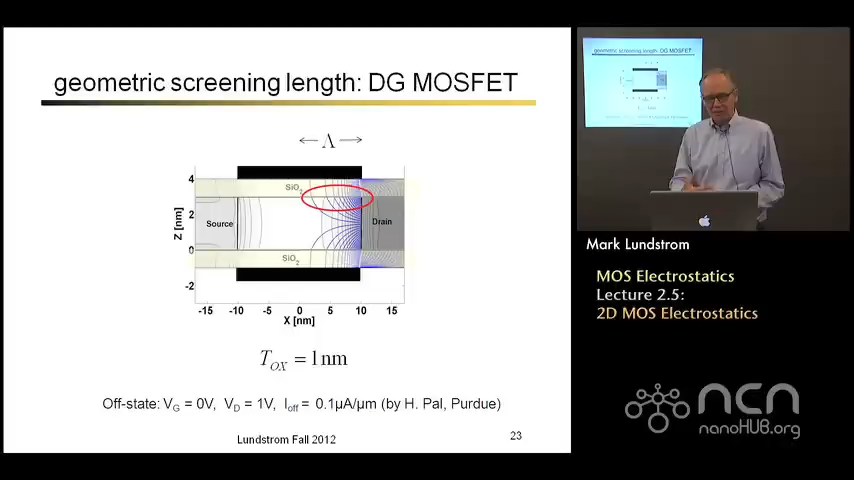 geometric screening length: DG MOSFET
← Λ →
4
2
0
-2
Z [nm]
SiO2
Source
Drain
SiO2
-15 -10 -5 0 5 10 15
X [nm]
T_OX = 1nm
Off-state: V_G = 0V, V_D = 1V, I_off = 0.1µA/µm (by H. Pal, Purdue)
Lundstrom Fall 2012
23
geometric screening length: DG MOSFET
Mark Lundstrom
MOS Electrostatics
Lecture 2.5:
2D MOS Electrostatics
ncn
nanoHUB.org